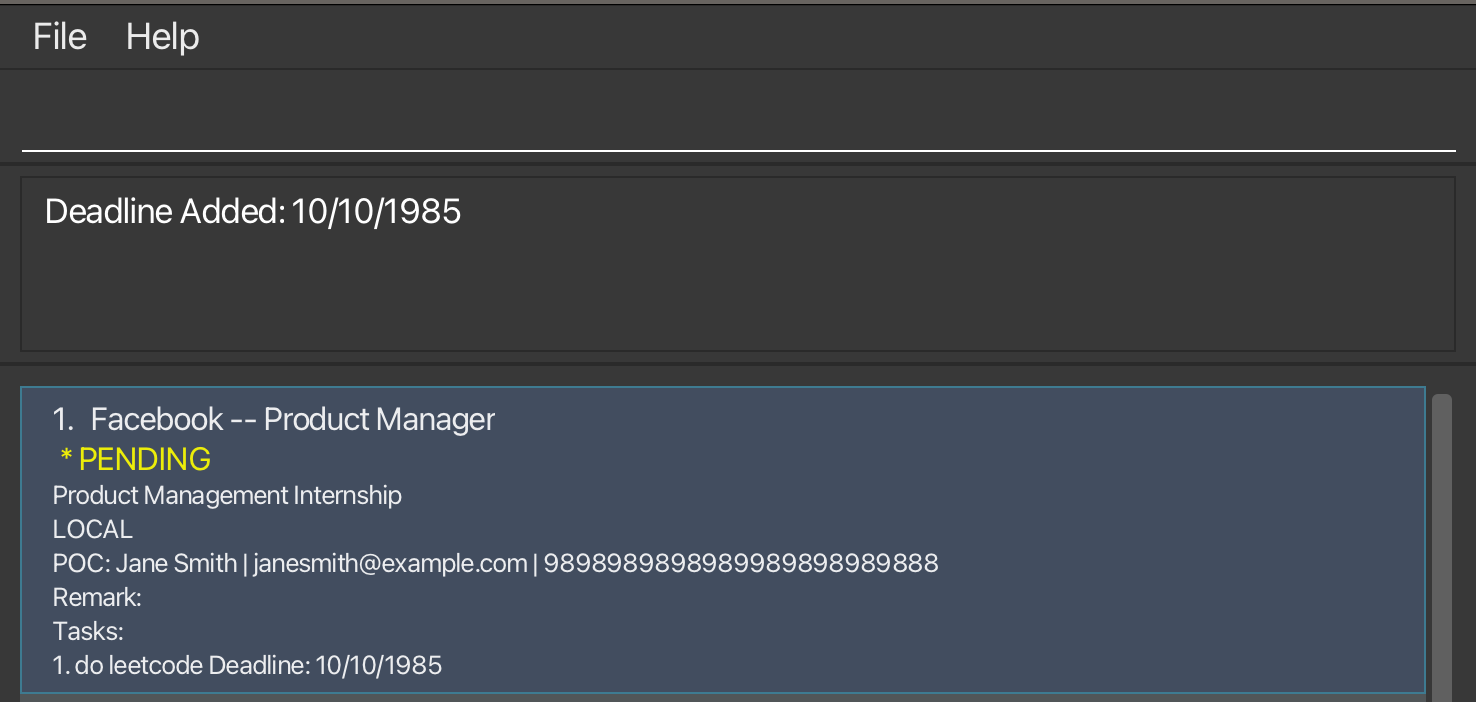 File Help
Deadline Added: 10/10/1985
1. Facebook -- Product Manager
* PENDING
Product Management Internship
LOCAL
POC: Jane Smith | janesmith@example.com | 9898989898989989898989888
Remark:
Tasks:
1. do leetcode Deadline: 10/10/1985